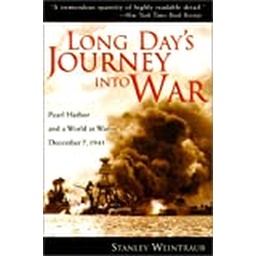 "A tremendous quantity of highly readable detail."
—New York Times Book Review
LONG DAY'S
JOURNEY
INTO
WAR
Pearl Harbor
and a World at War—
December 7, 1941
STANLEY WEINTRAUB